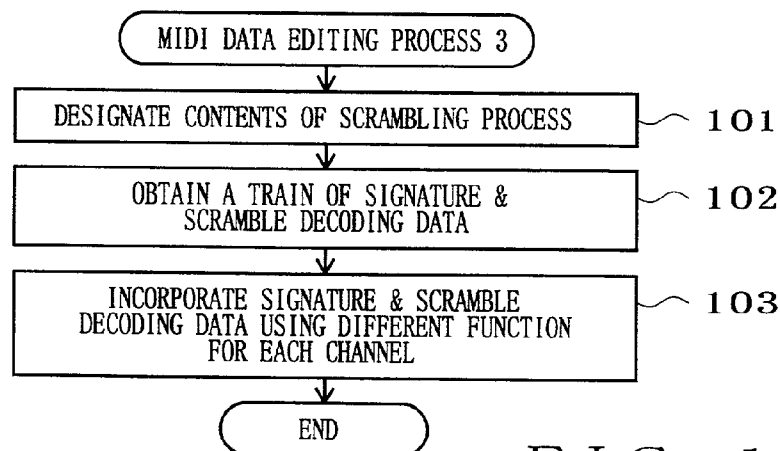 MIDI DATA EDITING PROCESS 3
DESIGNATE CONTENTS OF SCRAMBLING PROCESS
101
OBTAIN A TRAIN OF SIGNATURE &
SCRAMBLE DECODING DATA
102
INCORPORATE SIGNATURE & SCRAMBLE
DECODING DATA USING DIFFERENT FUNCTION
FOR EACH CHANNEL
103
END